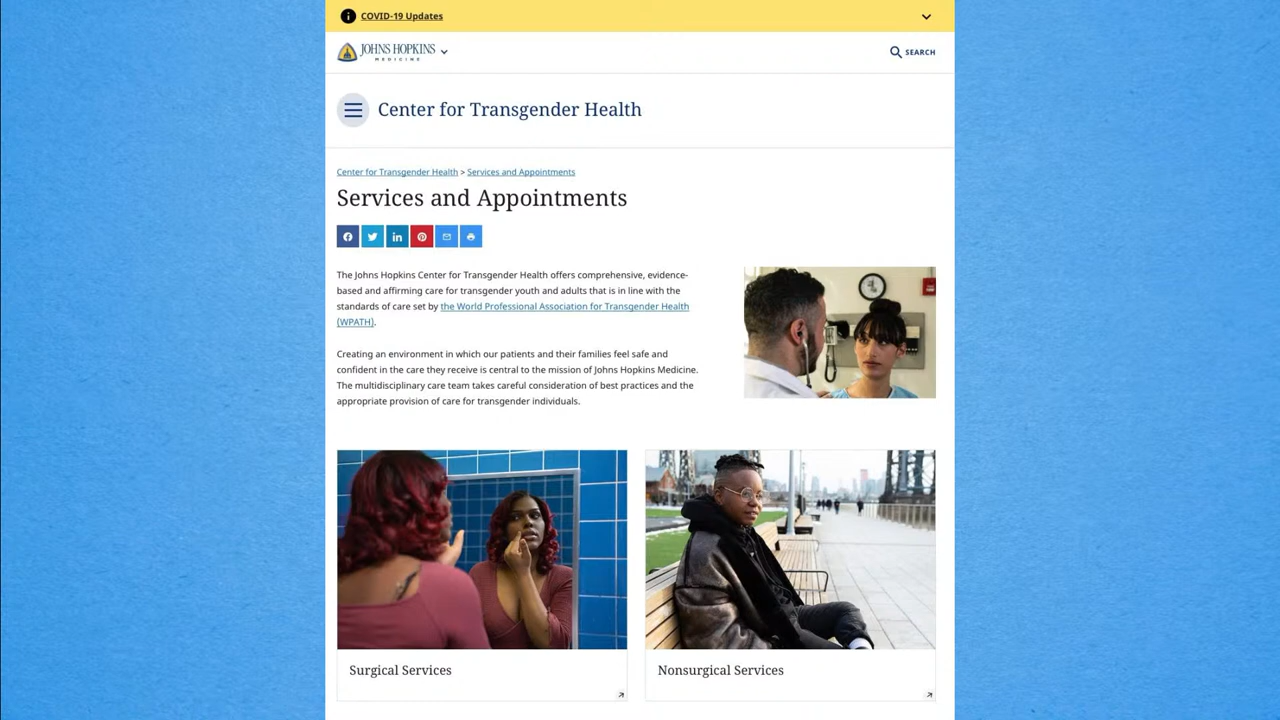 COVID-19 Updates
JOHNS HOPKINS
MEDICINE
SEARCH
Center for Transgender Health
Center for Transgender Health > Services and Appointments
Services and Appointments
The Johns Hopkins Center for Transgender Health offers comprehensive, evidence-
based and affirming care for transgender youth and adults that is in line with the
standards of care set by the World Professional Association for Transgender Health
(WPATH).
Creating an environment in which our patients and their families feel safe and
confident in the care they receive is central to the mission of Johns Hopkins Medicine.
The multidisciplinary care team takes careful consideration of best practices and the
appropriate provision of care for transgender individuals.
Surgical Services
Nonsurgical Services